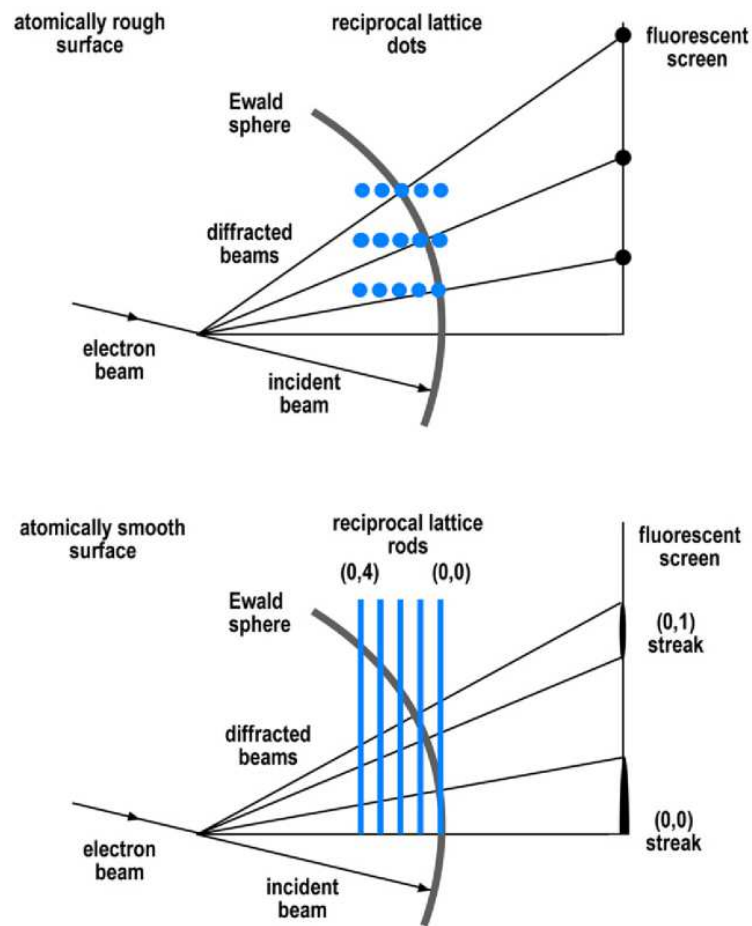 atomically rough
surface
reciprocal lattice
dots
fluorescent
screen
Ewald
sphere
diffracted
beams
electron
beam
incident
beam
atomically smooth
surface
reciprocal lattice
rods
(0,4) (0,0)
fluorescent
screen
Ewald
sphere
(0,1)
streak
diffracted
beams
(0,0)
streak
electron
beam
incident
beam